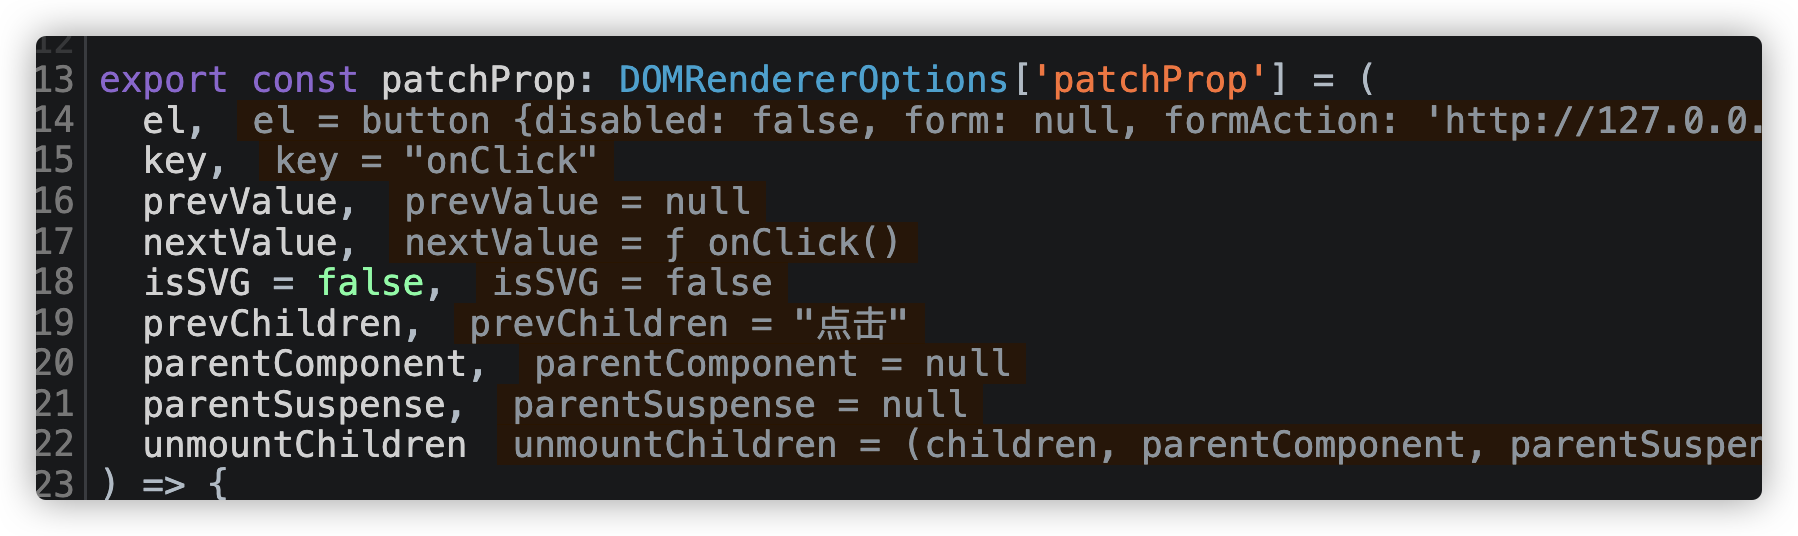 12
13 export const patchProp: DOMRendererOptions['patchProp'] = (
14 el, el = button {disabled: false, form: null, formAction: 'http://127.0.0.
15 key, key = "onClick"
16 prevValue, prevValue = null
17 nextValue, nextValue = ƒ onClick()
18 isSVG = false, isSVG = false
19 prevChildren, prevChildren = "点击"
20 parentComponent, parentComponent = null
21 parentSuspense, parentSuspense = null
22 unmountChildren unmountChildren = (children, parentComponent, parentSuspen
23 ) => {